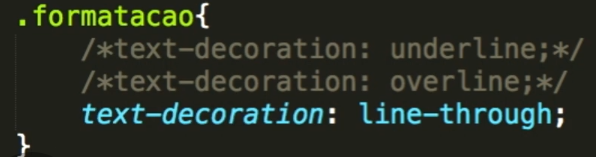 .formatacao{
/*text-decoration: underline;*/
/*text-decoration: overline;*/
text-decoration: line-through;
}